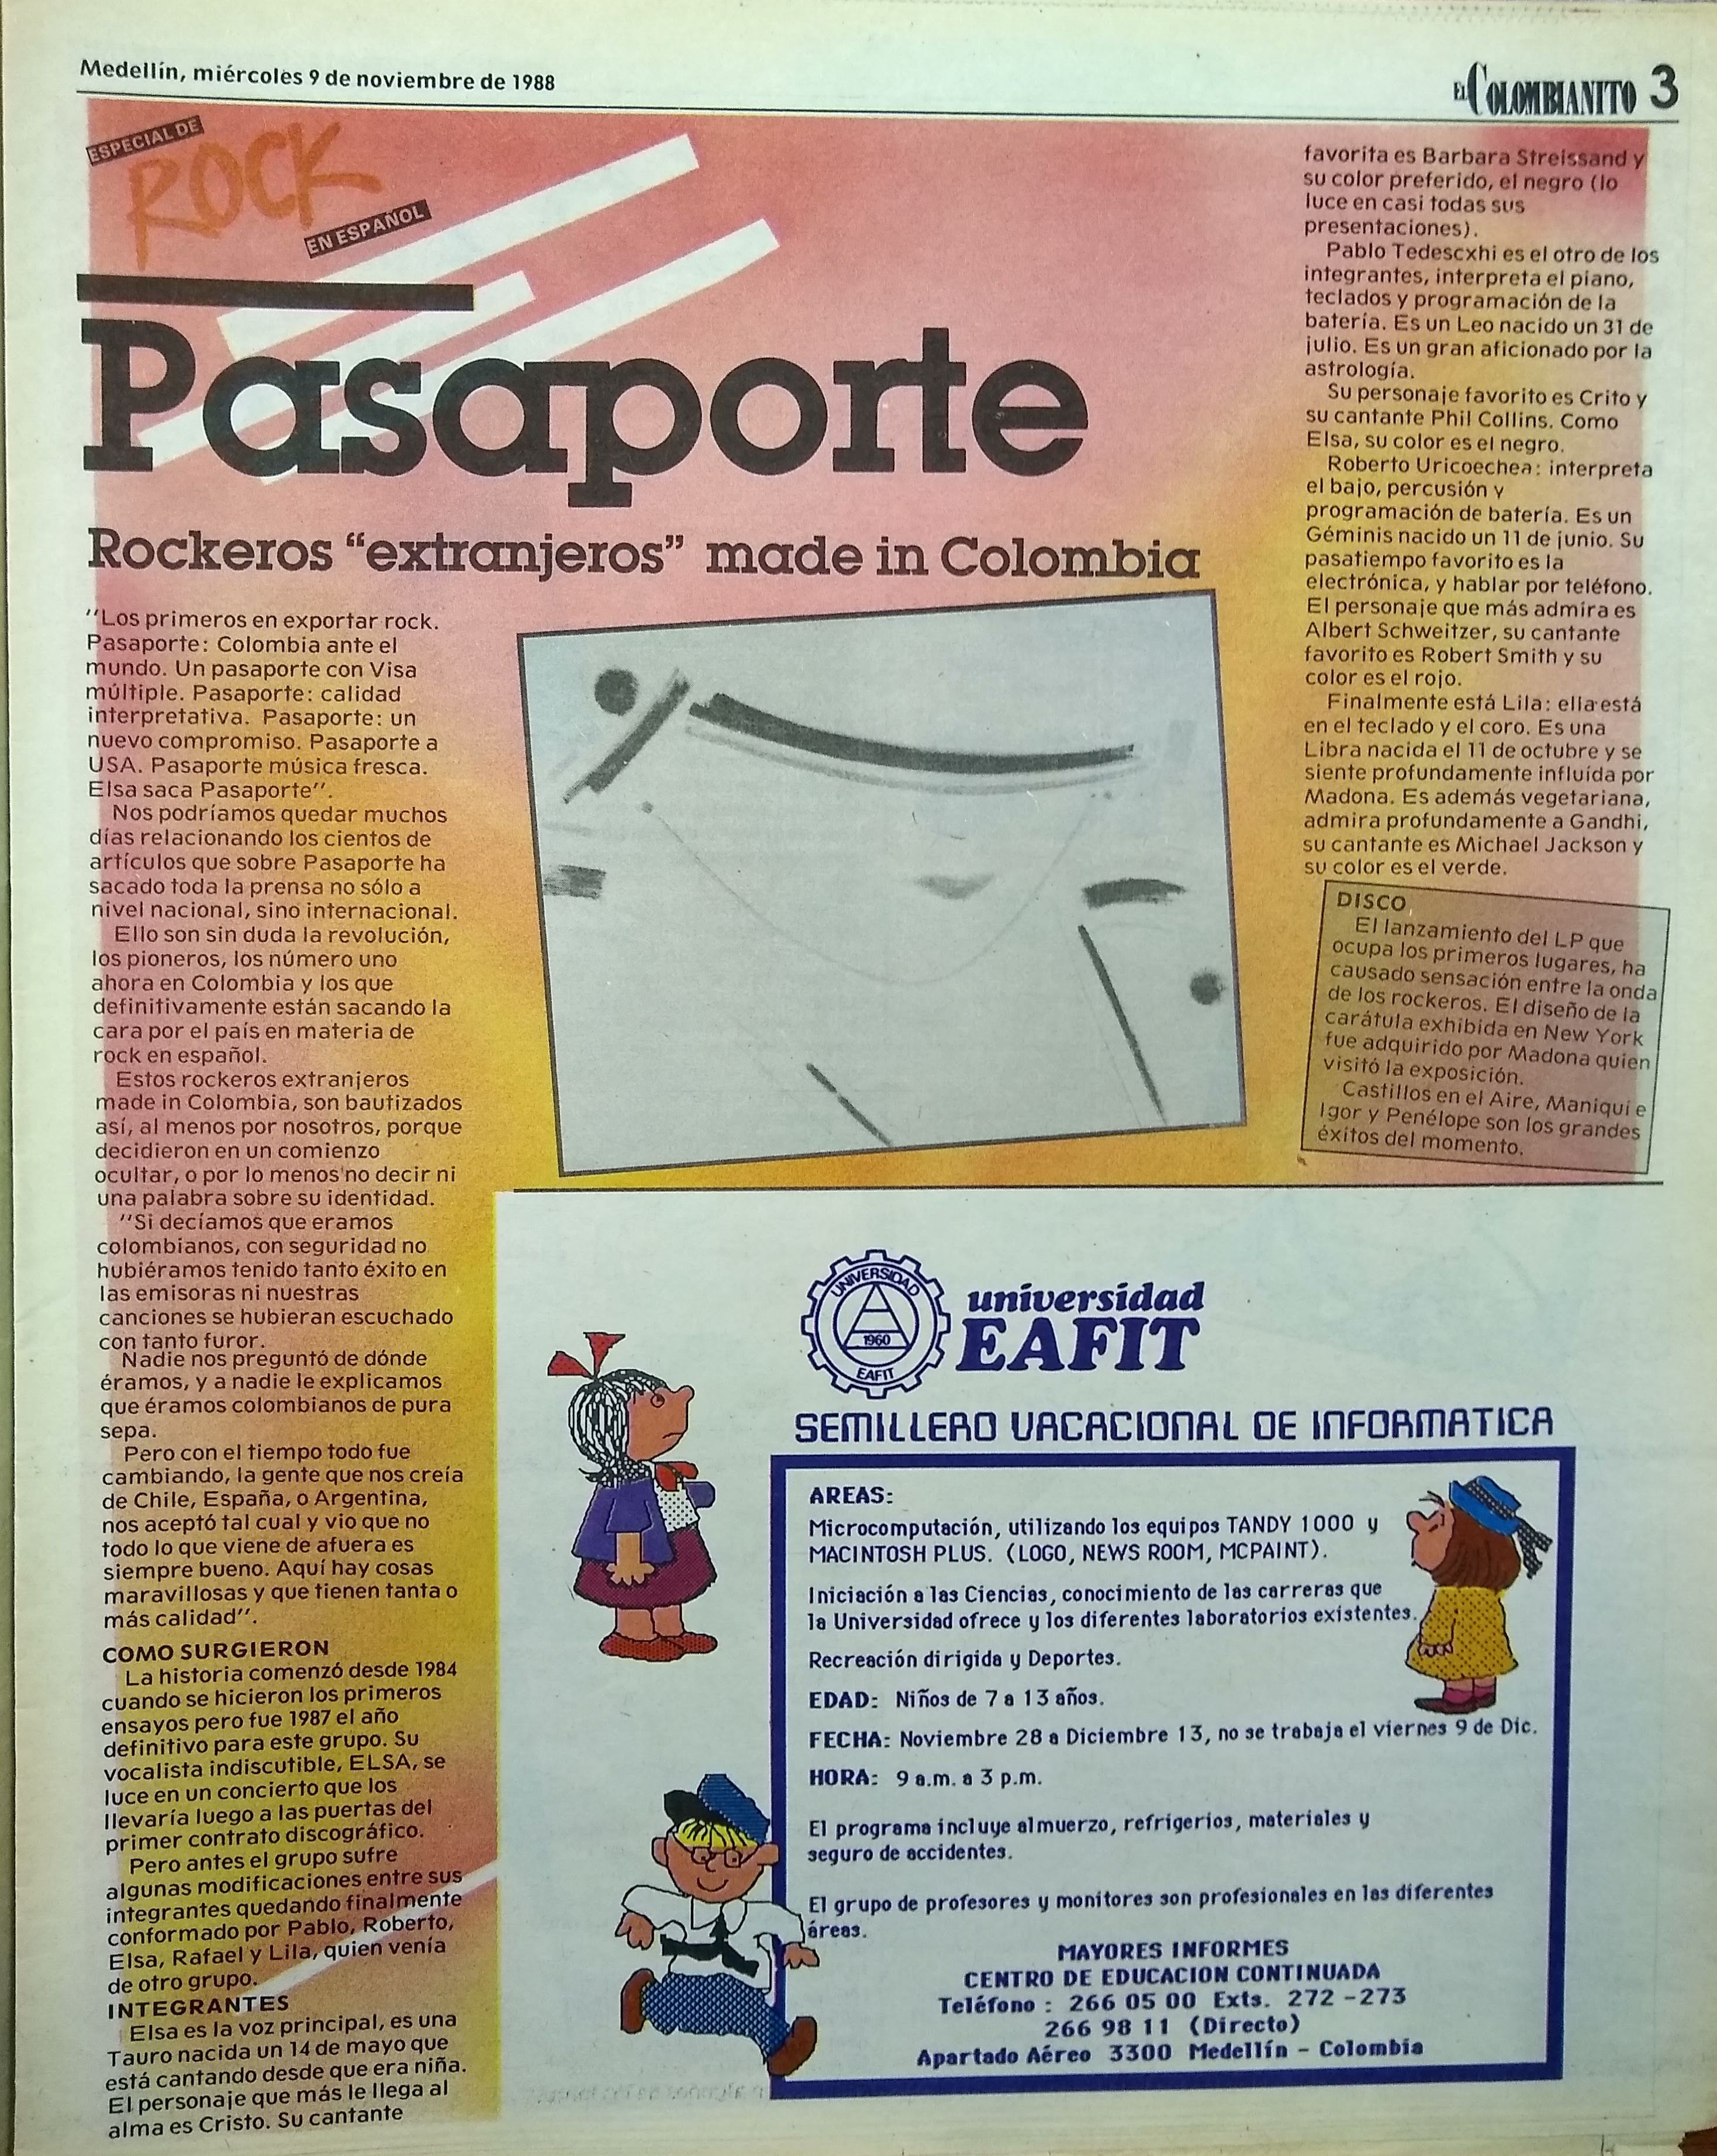 Medellín, miércoles 9 de noviembre de 1988
EL COLOMBIANITO 3
ESPECIAL DE
ROCK
EN ESPAÑOL
Pasaporte
Rockeros “extranjeros” made in Colombia
“Los primeros en exportar rock.
Pasaporte: Colombia ante el
mundo. Un pasaporte con Visa
múltiple. Pasaporte: calidad
interpretativa. Pasaporte: un
nuevo compromiso. Pasaporte a
USA. Pasaporte música fresca.
Elsa saca Pasaporte”.
Nos podríamos quedar muchos
días relacionando los cientos de
artículos que sobre Pasaporte ha
sacado toda la prensa no sólo a
nivel nacional, sino internacional.
Ello son sin duda la revolución,
los pioneros, los número uno
ahora en Colombia y los que
definitivamente están sacando la
cara por el país en materia de
rock en español.
Estos rockeros extranjeros
made in Colombia, son bautizados
así, al menos por nosotros, porque
decidieron en un comienzo
ocultar, o por lo menos no decir ni
una palabra sobre su identidad.
“Si decíamos que eramos
colombianos, con seguridad no
hubiéramos tenido tanto éxito en
las emisoras ni nuestras
canciones se hubieran escuchado
con tanto furor.
Nadie nos preguntó de dónde
éramos, y a nadie le explicamos
que éramos colombianos de pura
sepa.
Pero con el tiempo todo fue
cambiando, la gente que nos creía
de Chile, España, o Argentina,
nos aceptó tal cual y vio que no
todo lo que viene de afuera es
siempre bueno. Aquí hay cosas
maravillosas y que tienen tanta o
más calidad”.
COMO SURGIERON
La historia comenzó desde 1984
cuando se hicieron los primeros
ensayos pero fue 1987 el año
definitivo para este grupo. Su
vocalista indiscutible, ELSA, se
luce en un concierto que los
llevaría luego a las puertas del
primer contrato discográfico.
Pero antes el grupo sufre
algunas modificaciones entre sus
integrantes quedando finalmente
conformado por Pablo, Roberto,
Elsa, Rafael y Lila, quien venía
de otro grupo.
INTEGRANTES
Elsa es la voz principal, es una
Tauro nacida un 14 de mayo que
está cantando desde que era niña.
El personaje que más le llega al
alma es Cristo. Su cantante
favorita es Barbara Streissand y
su color preferido, el negro (lo
luce en casi todas sus
presentaciones).
Pablo Tedescxhi es el otro de los
integrantes, interpreta el piano,
teclados y programación de la
batería. Es un Leo nacido un 31 de
julio. Es un gran aficionado por la
astrología.
Su personaje favorito es Crito y
su cantante Phil Collins. Como
Elsa, su color es el negro.
Roberto Uricoechea: interpreta
el bajo, percusión y
programación de batería. Es un
Géminis nacido un 11 de junio. Su
pasatiempo favorito es la
electrónica, y hablar por teléfono.
El personaje que más admira es
Albert Schweitzer, su cantante
favorito es Robert Smith y su
color es el rojo.
Finalmente está Lila: ella está
en el teclado y el coro. Es una
Libra nacida el 11 de octubre y se
siente profundamente influída por
Madona. Es además vegetariana,
admira profundamente a Gandhi,
su cantante es Michael Jackson y
su color es el verde.
DISCO
El lanzamiento del LP que
ocupa los primeros lugares, ha
causado sensación entre la onda
de los rockeros. El diseño de la
carátula exhibida en New York
fue adquirido por Madona quien
visitó la exposición.
Castillos en el Aire, Maniqui e
Igor y Penélope son los grandes
éxitos del momento.
UNIVERSIDAD
1960
EAFIT
universidad
EAFIT
SEMILLERO VACACIONAL DE INFORMATICA
AREAS:
Microcomputación, utilizando los equipos TANDY 1000 y
MACINTOSH PLUS. (LOGO, NEWS ROOM, MCPAINT).
Iniciación a las Ciencias, conocimiento de las carreras que
la Universidad ofrece y los diferentes laboratorios existentes.
Recreación dirigida y Deportes.
EDAD: Niños de 7 a 13 años.
FECHA: Noviembre 28 a Diciembre 13, no se trabaja el viernes 9 de Dic.
HORA: 9 a.m. a 3 p.m.
El programa incluye almuerzo, refrigerios, materiales y
seguro de accidentes.
El grupo de profesores y monitores son profesionales en las diferentes
áreas.
MAYORES INFORMES
CENTRO DE EDUCACION CONTINUADA
Teléfono : 266 05 00 Exts. 272 -273
266 98 11 (Directo)
Apartado Aéreo 3300 Medellín - Colombia